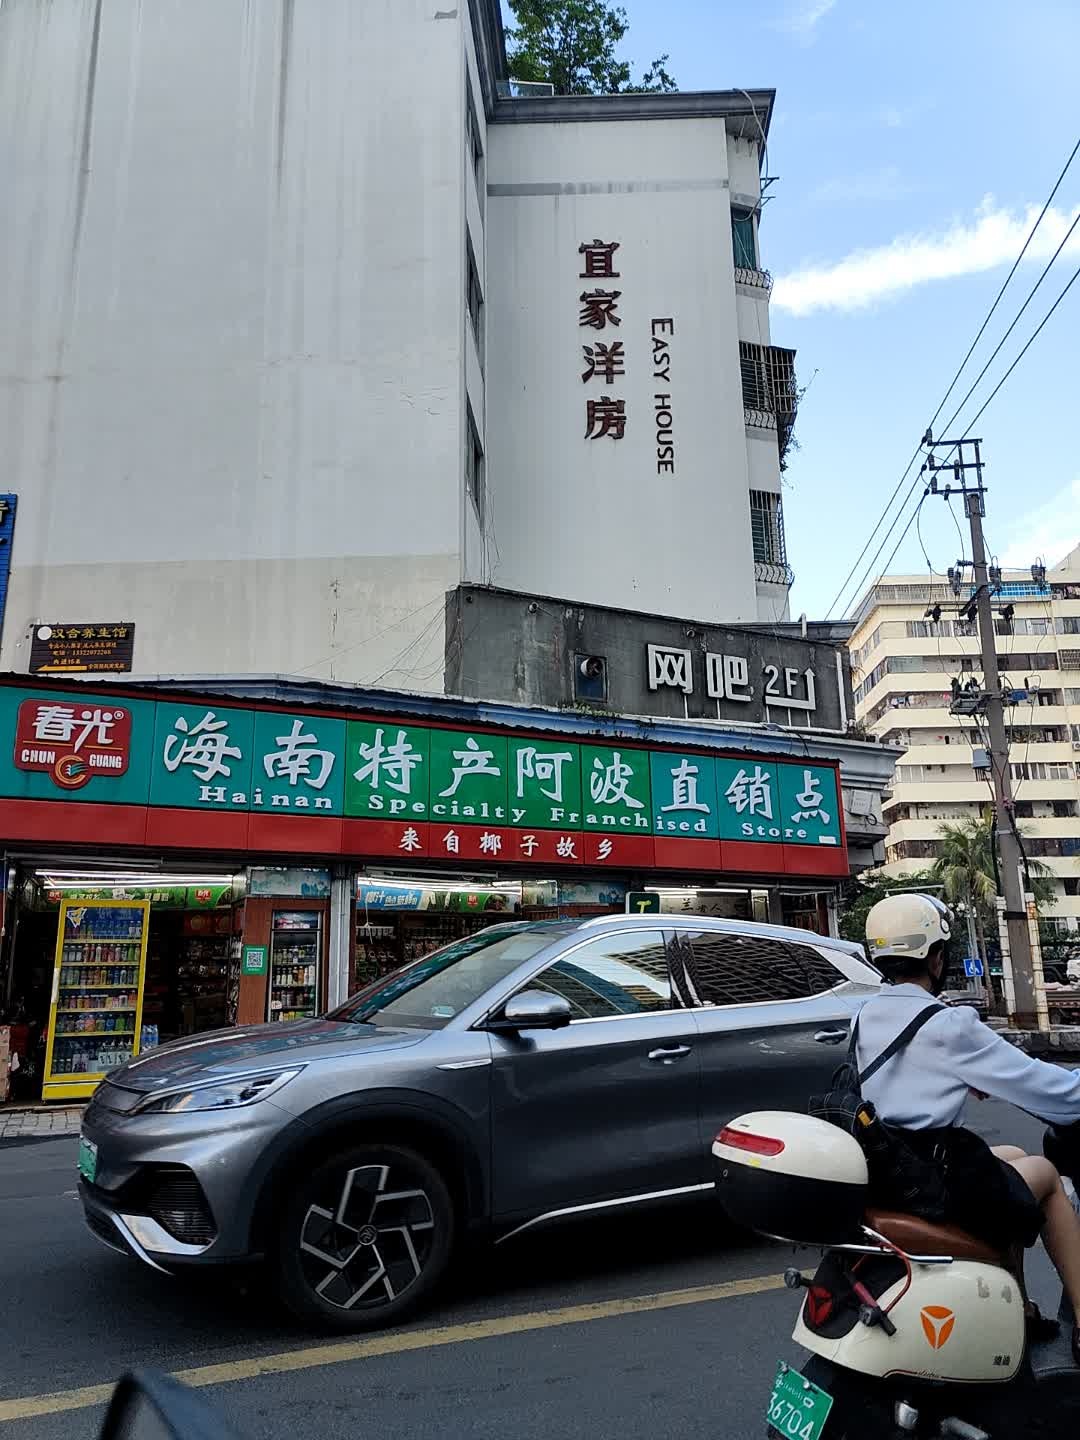 宜家洋房
EASY HOUSE
网吧 2F
春光®
CHUN GUANG
海南特产阿波直销点
Hainan Specialty Franchised Store
来自椰子故乡
汉合养生馆
36704